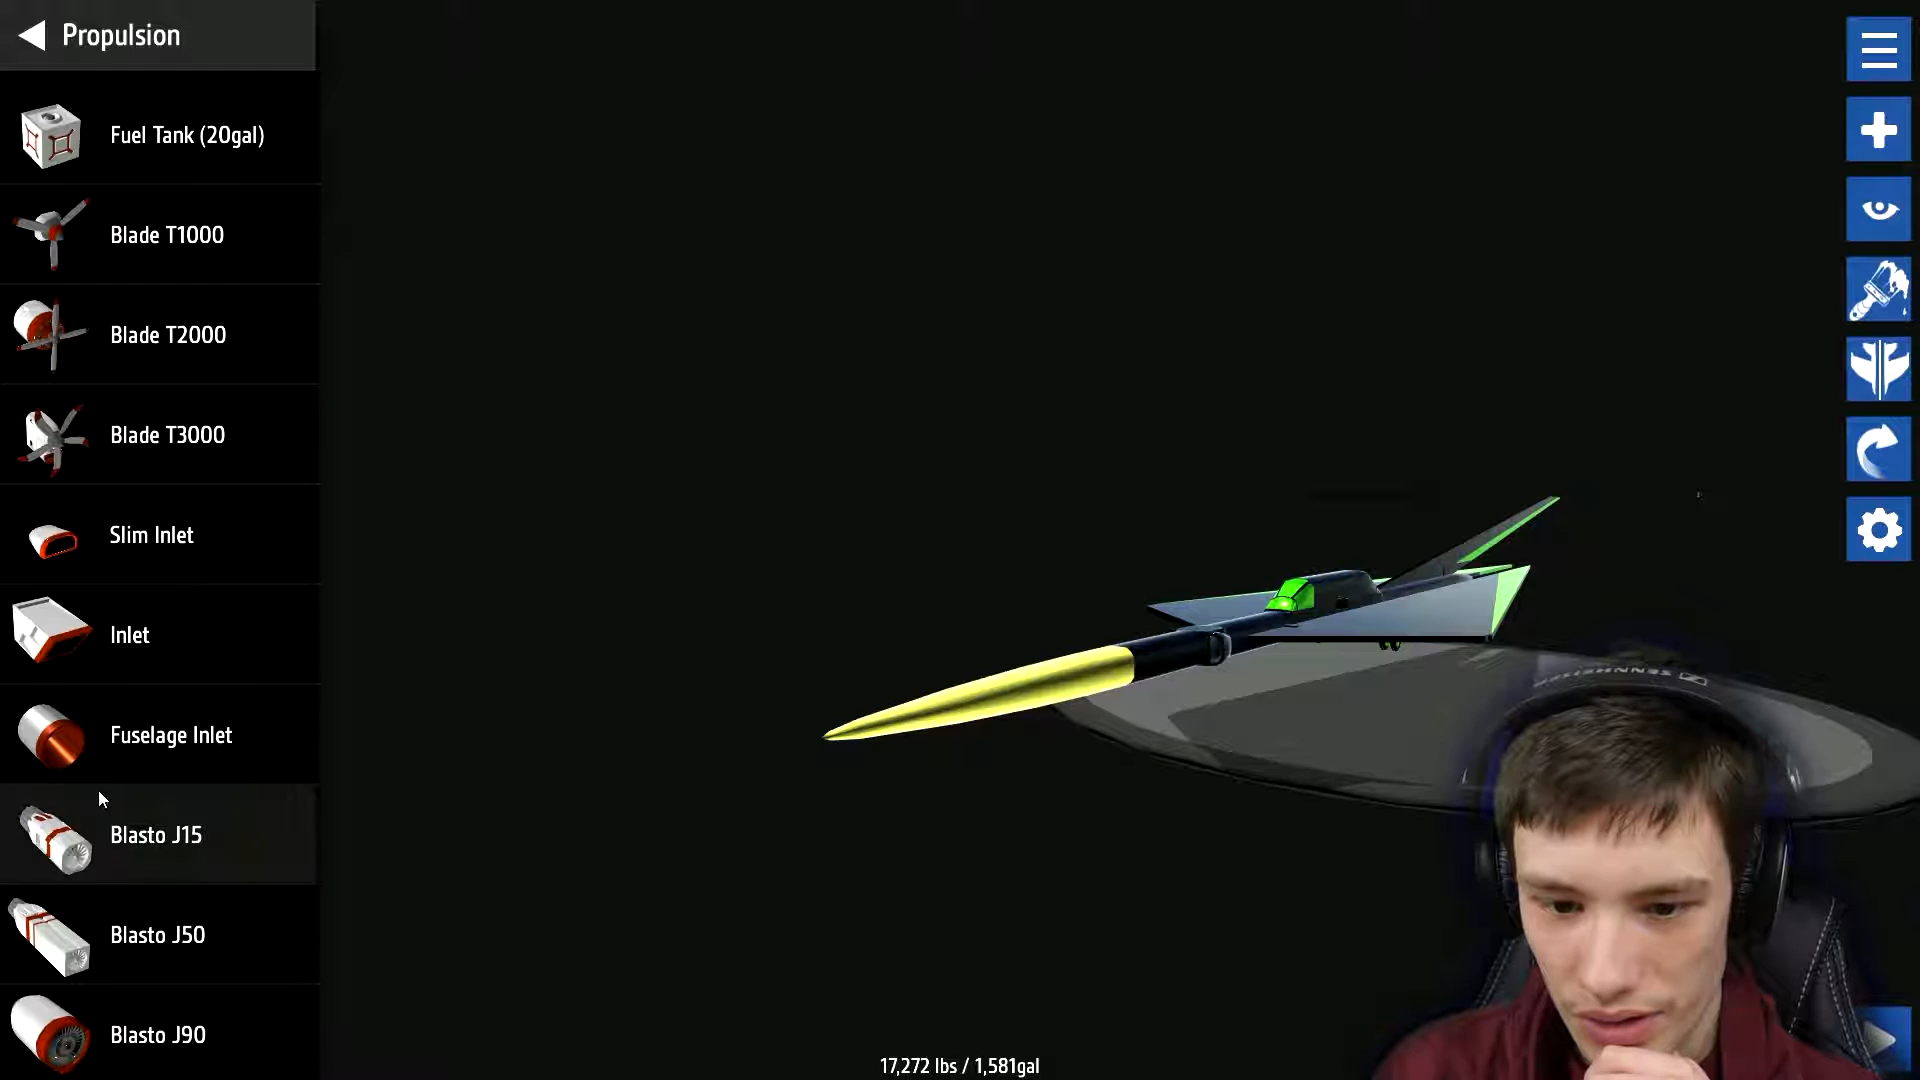 Propulsion
Fuel Tank (20gal)
Blade T1000
Blade T2000
Blade T3000
Slim Inlet
Inlet
Fuselage Inlet
Blasto J15
Blasto J50
Blasto J90
SENNHEISER
17,272 lbs / 1,581gal